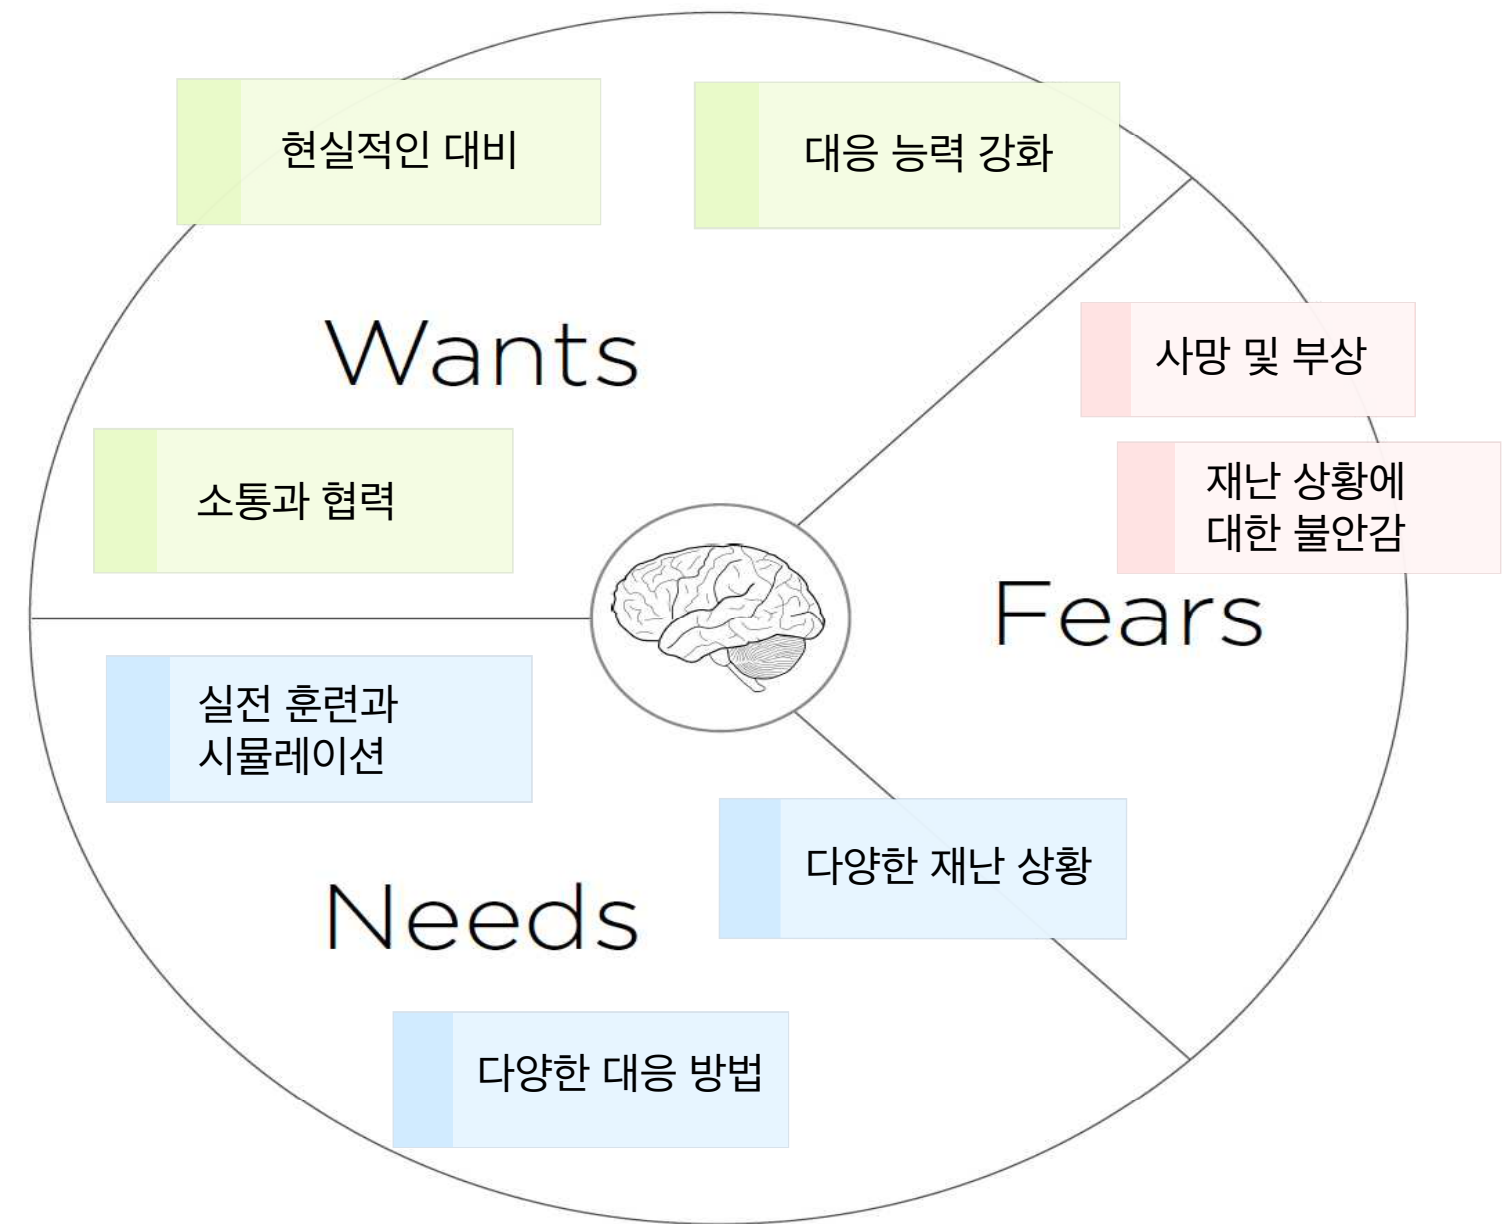 현실적인 대비
대응 능력 강화
Wants
사망 및 부상
재난 상황에
대한 불안감
소통과 협력
Fears
실전 훈련과
시뮬레이션
다양한 재난 상황
Needs
다양한 대응 방법